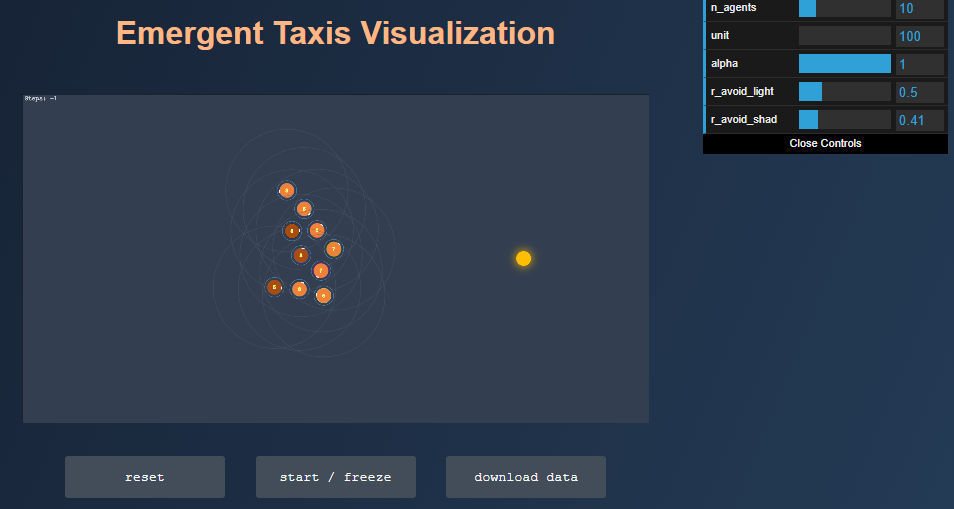 Emergent Taxis Visualization
n_agents 10
unit 100
alpha 1
r_avoid_light 0.5
r_avoid_shad 0.41
Close Controls
Steps: -1
reset
start / freeze
download data